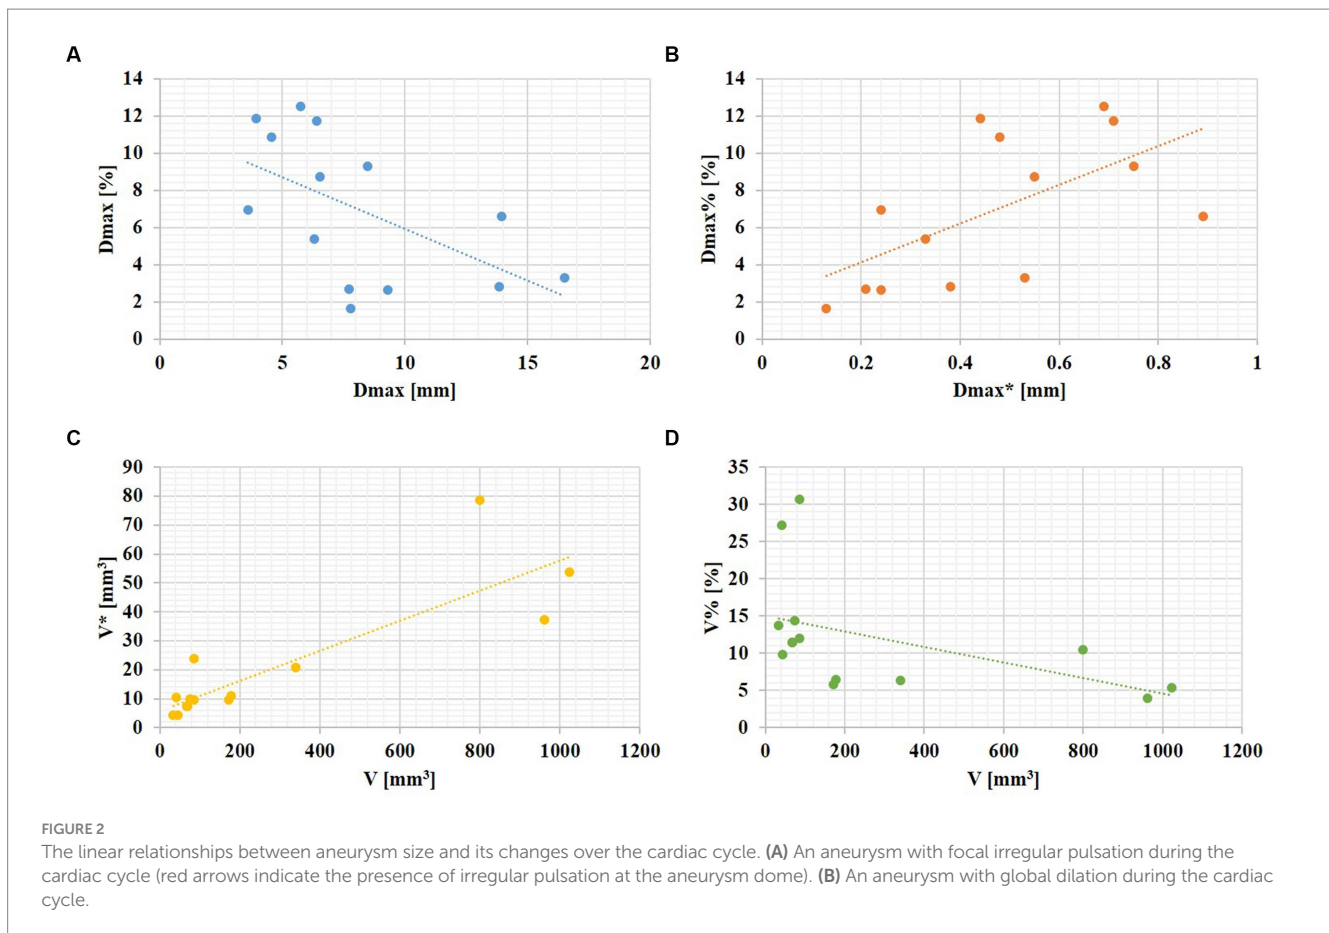 A
B
14
12
10
8
6
4
2
0
Dmax [%]
0 5 10 15 20
Dmax [mm]
14
12
10
8
6
4
2
0
Dmax% [%]
0 0.2 0.4 0.6 0.8 1
Dmax* [mm]
C
D
90
80
70
60
50
40
30
20
10
0
V* [mm³]
0 200 400 600 800 1000 1200
V [mm³]
35
30
25
20
15
10
5
0
V% [%]
0 200 400 600 800 1000 1200
V [mm³]
FIGURE 2
The linear relationships between aneurysm size and its changes over the cardiac cycle. (A) An aneurysm with focal irregular pulsation during the
cardiac cycle (red arrows indicate the presence of irregular pulsation at the aneurysm dome). (B) An aneurysm with global dilation during the cardiac
cycle.